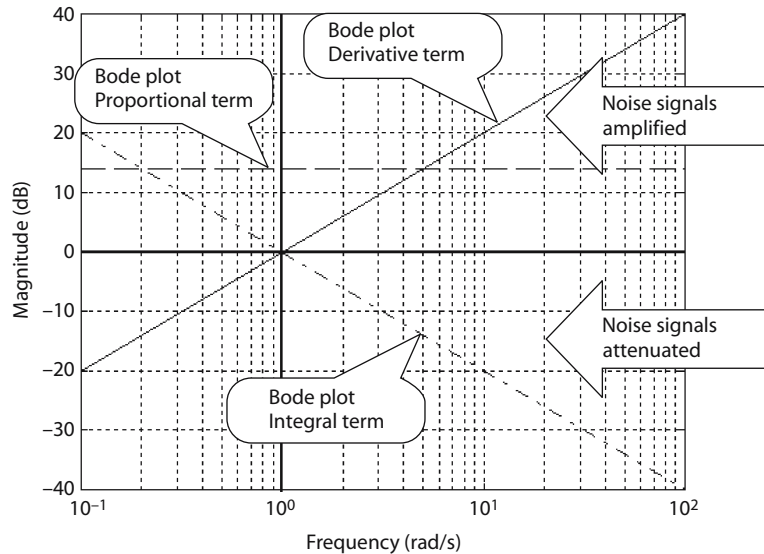 40
Bode plot
Derivative term
Bode plot
Proportional term
30
Noise signals
amplified
20
10
Magnitude (dB)
0
−10
Noise signals
attenuated
−20
Bode plot
Integral term
−30
−40
10⁻¹
10⁰
10¹
10²
Frequency (rad/s)